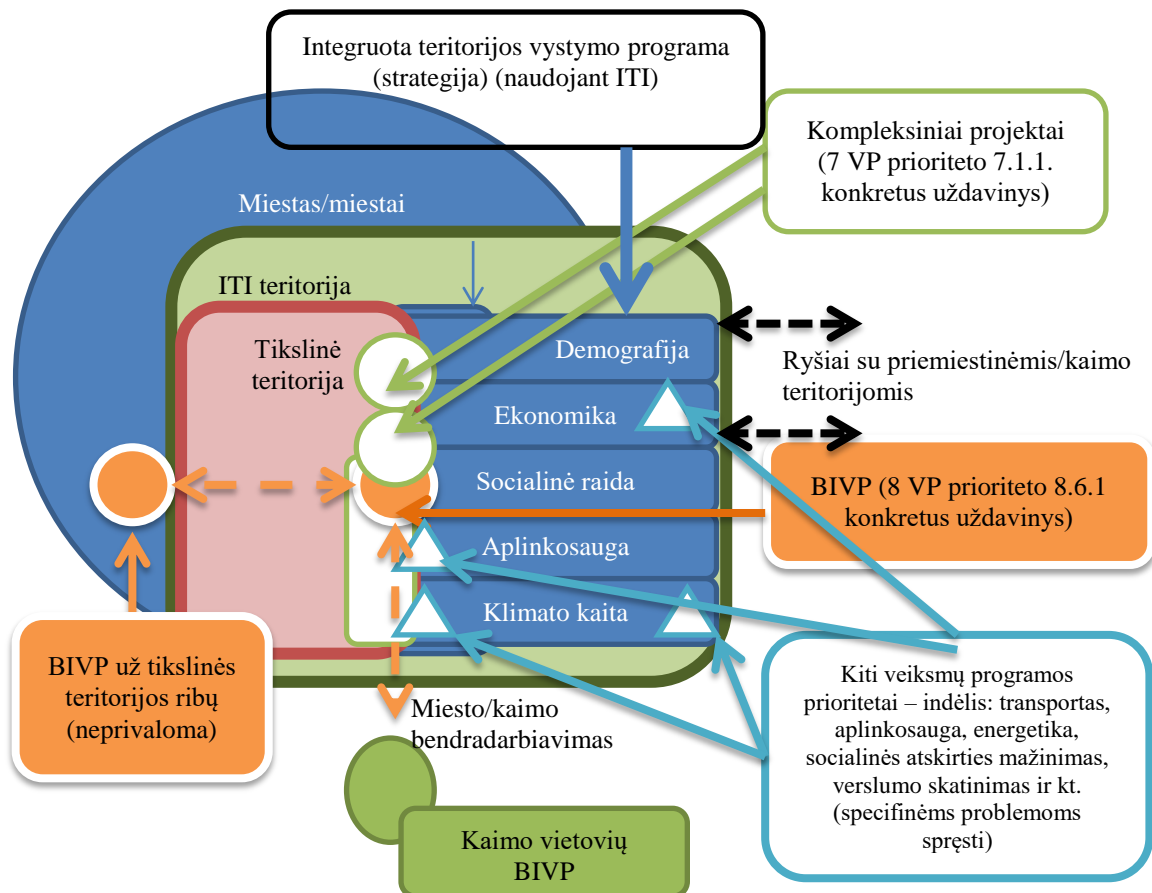 Integruota teritorijos vystymo programa
(strategija) (naudojant ITI)
Kompleksiniai projektai
(7 VP prioriteto 7.1.1.
konkretus uždavinys)
Miestas/miestai
ITI teritorija
Tikslinė
teritorija
Demografija
Ekonomika
Socialinė raida
Aplinkosauga
Klimato kaita
Ryšiai su priemiestinėmis/kaimo
teritorijomis
BIVP (8 VP prioriteto 8.6.1
konkretus uždavinys)
BIVP už tikslinės
teritorijos ribų
(neprivaloma)
Miesto/kaimo
bendradarbiavimas
Kiti veiksmų programos
prioritetai – indėlis: transportas,
aplinkosauga, energetika,
socialinės atskirties mažinimas,
verslumo skatinimas ir kt.
(specifinėms problemoms
spręsti)
Kaimo vietovių
BIVP